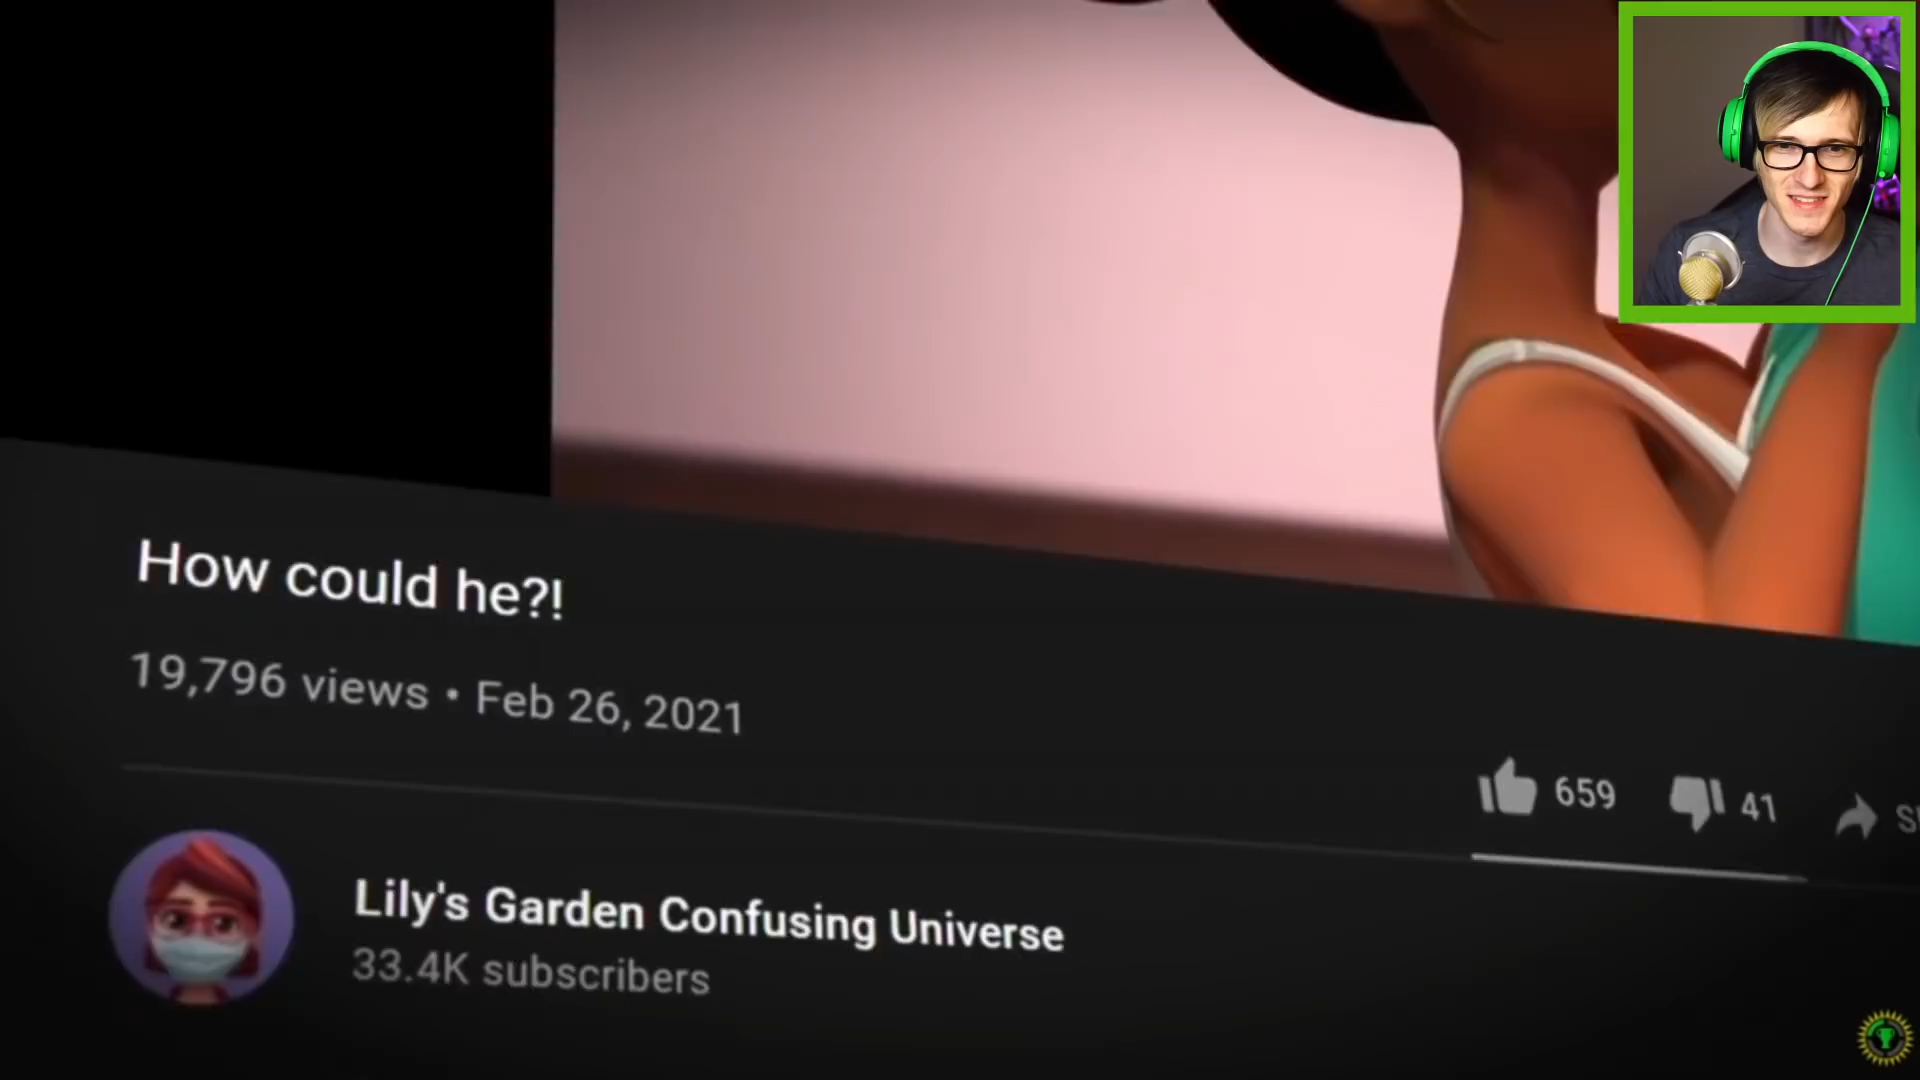 How could he?!
19,796 views • Feb 26, 2021
659
41
Lily's Garden Confusing Universe
33.4K subscribers